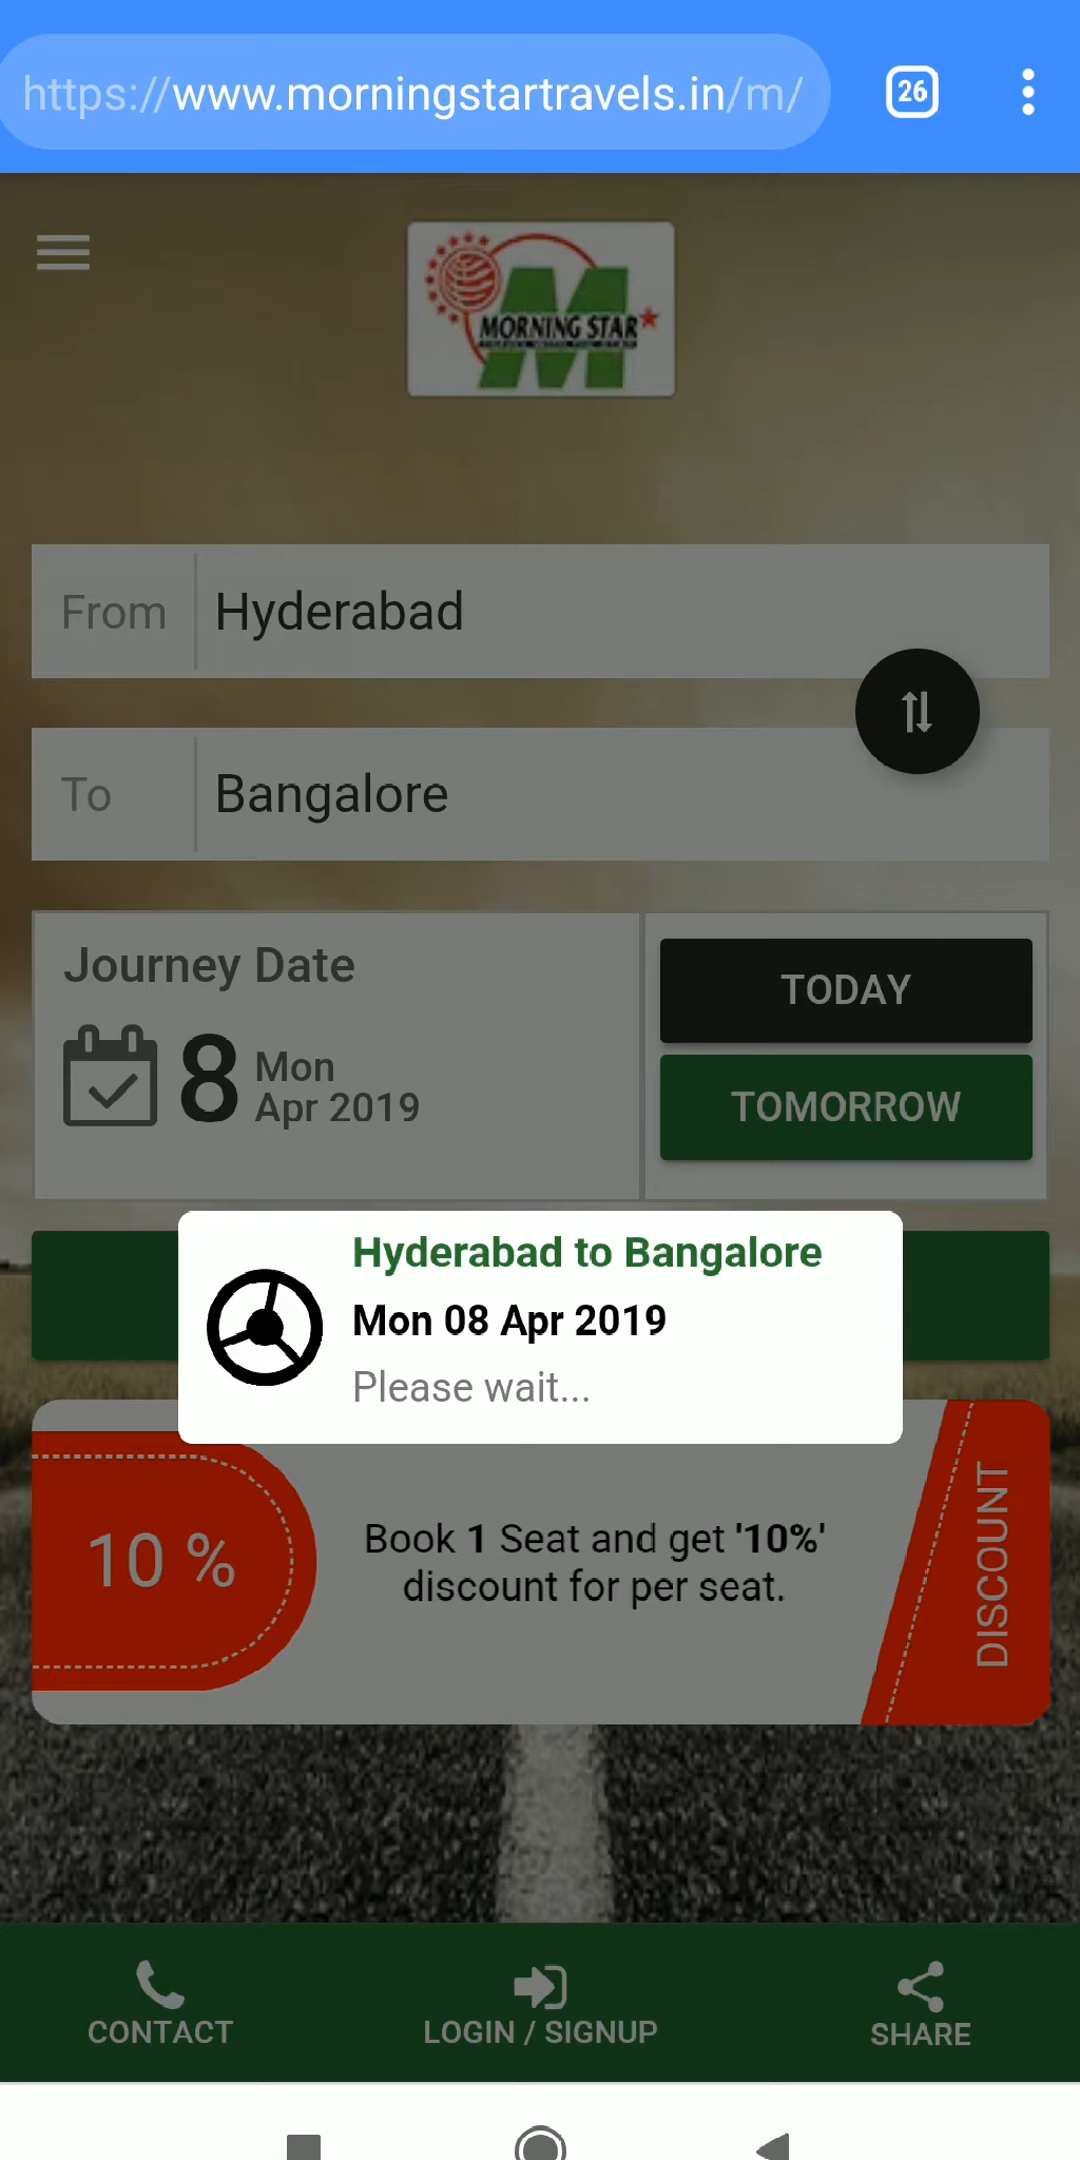 https://www.morningstartravels.in/m/
26
MORNING STAR
From
Hyderabad
To
Bangalore
Journey Date
8
Mon
Apr 2019
TODAY
TOMORROW
Hyderabad to Bangalore
Mon 08 Apr 2019
Please wait...
10 %
Book 1 Seat and get '10%'
discount for per seat.
DISCOUNT
CONTACT
LOGIN / SIGNUP
SHARE